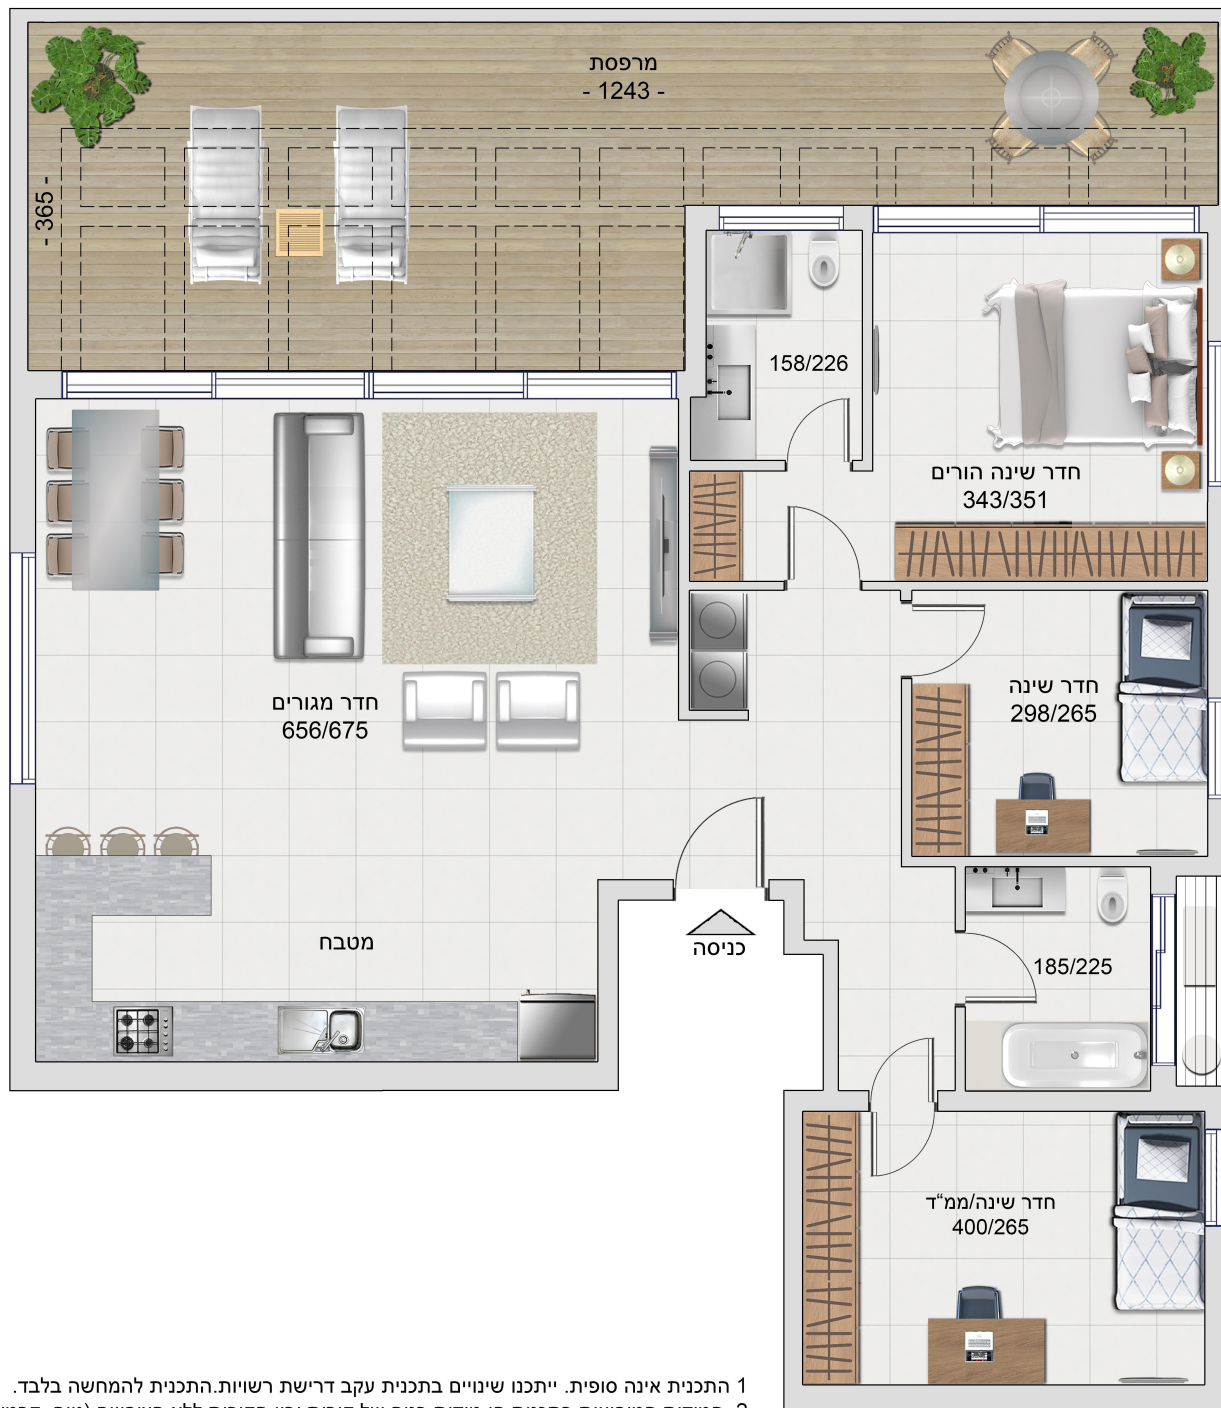 מרפסת
- 1243 -
- 365 -
158/226
חדר שינה הורים
343/351
חדר מגורים
656/675
חדר שינה
298/265
מטבח
כניסה
185/225
חדר שינה/ממ“ד
400/265
1 התכנית אינה סופית. ייתכנו שינויים בתכנית עקב דרישת רשויות.התכנית להמחשה בלבד.